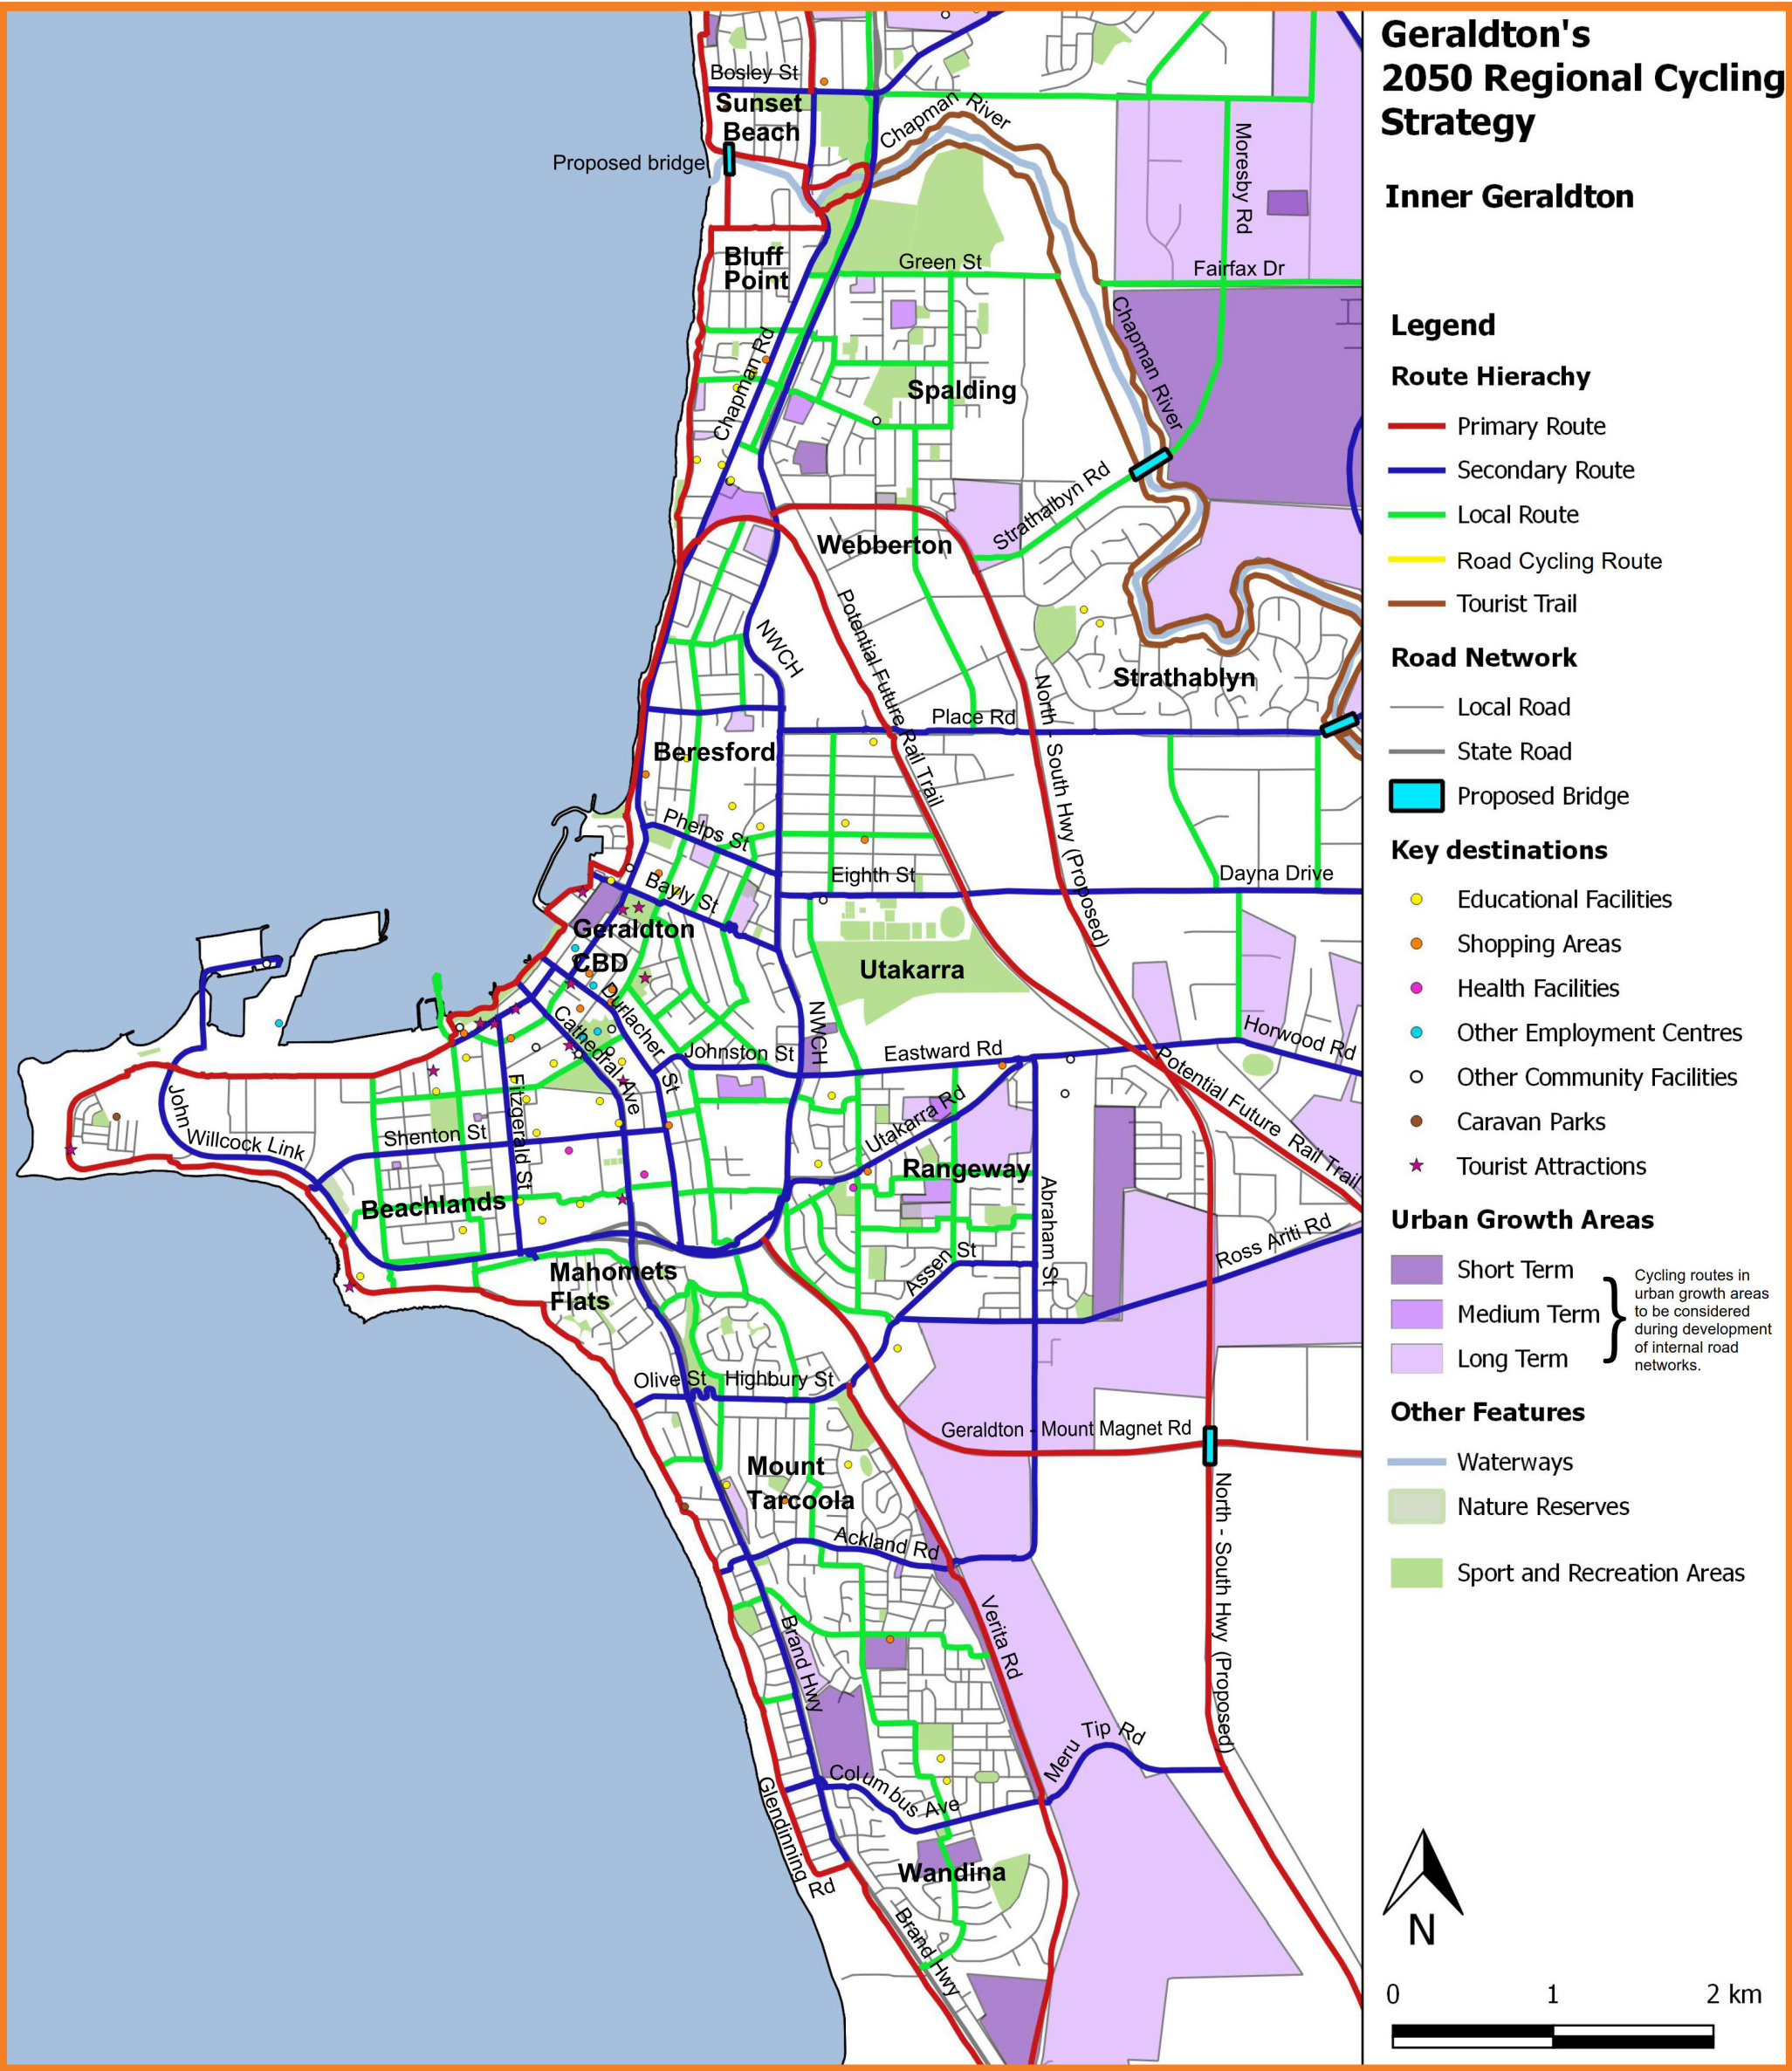 Geraldton's
2050 Regional Cycling
Strategy
Inner Geraldton
Legend
Route Hierachy
Primary Route
Secondary Route
Local Route
Road Cycling Route
Tourist Trail
Road Network
Local Road
State Road
Proposed Bridge
Key destinations
Educational Facilities
Shopping Areas
Health Facilities
Other Employment Centres
Other Community Facilities
Caravan Parks
Tourist Attractions
Urban Growth Areas
Short Term
Medium Term
Long Term
Cycling routes in
urban growth areas
to be considered
during development
of internal road
networks.
Other Features
Waterways
Nature Reserves
Sport and Recreation Areas
N
0 1 2 km
Bosley St
Sunset
Beach
Chapman River
Proposed bridge
Moresby Rd
Bluff
Point
Green St
Fairfax Dr
Chapman River
Chapman Rd
Spalding
Strathalbyn Rd
Webberton
Potential Future Rail Trail
NWCH
Strathablyn
North - South Hwy (Proposed)
Place Rd
Beresford
Phelps St
Bayly St
Eighth St
Dayna Drive
Geraldton
CBD
Utakarra
Durlacher St
Cathedral Ave
NWCH
Johnston St
Eastward Rd
Horwood Rd
Potential Future Rail Trail
John Willcock Link
Fitzgerald St
Shenton St
Utakarra Rd
Rangeway
Beachlands
Abraham St
Ross Ariti Rd
Assen St
Mahomets
Flats
Olive St
Highbury St
Geraldton - Mount Magnet Rd
Mount
Tarcoola
North - South Hwy (Proposed)
Ackland Rd
Verita Rd
Brand Hwy
Meru Tip Rd
Columbus Ave
Glendinning Rd
Wandina
Brand Hwy